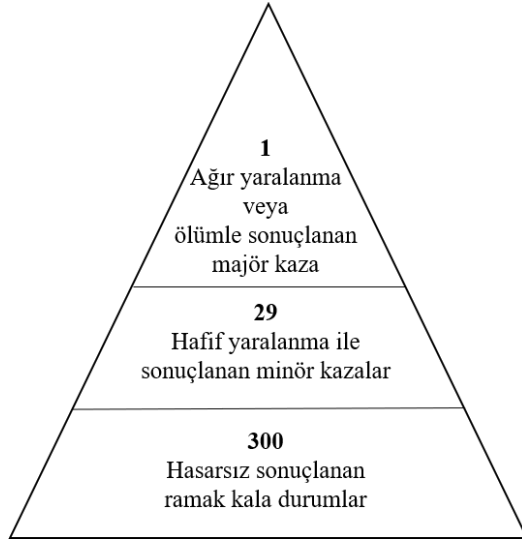 1
Ağır yaralanma
veya
ölümle sonuçlanan
majör kaza
29
Hafif yaralanma ile
sonuçlanan minör kazalar
300
Hasarsız sonuçlanan
ramak kala durumlar